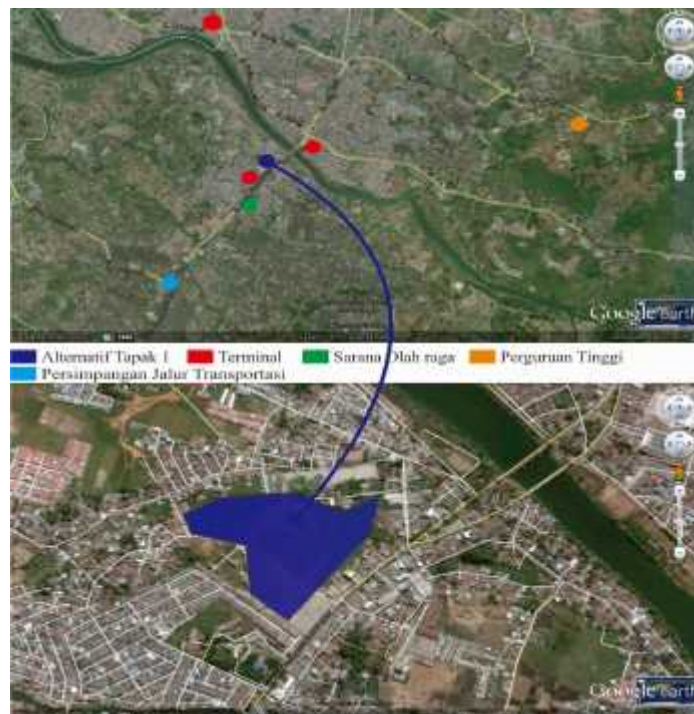 Google Earth
Alternatif Tapak 1 Terminal Sarana Olah raga Perguruan Tinggi
Persimpangan Jalur Transportasi
Google Earth